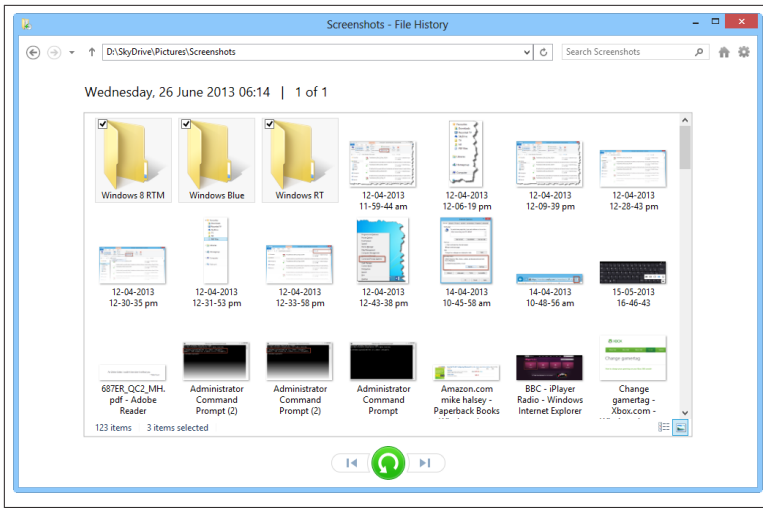 Screenshots - File History
D:\SkyDrive\Pictures\Screenshots
Search Screenshots
Wednesday, 26 June 2013 06:14 | 1 of 1
Windows 8 RTM
Windows Blue
Windows RT
12-04-2013
11-59-44 am
12-04-2013
12-06-19 pm
12-04-2013
12-09-39 pm
12-04-2013
12-28-43 pm
12-04-2013
12-30-35 pm
12-04-2013
12-31-53 pm
12-04-2013
12-33-58 pm
12-04-2013
12-43-38 pm
14-04-2013
10-45-58 am
14-04-2013
10-48-56 am
15-05-2013
16-46-43
687ER_QC2_MH.
pdf - Adobe
Reader
Administrator
Command
Prompt (2)
Administrator
Command
Prompt (2)
Administrator
Command
Prompt
Amazon.com
mike halsey -
Paperback Books
BBC - iPlayer
Radio - Windows
Internet Explorer
Change gamertag
Change
gamertag -
Xbox.com -
123 items 3 items selected